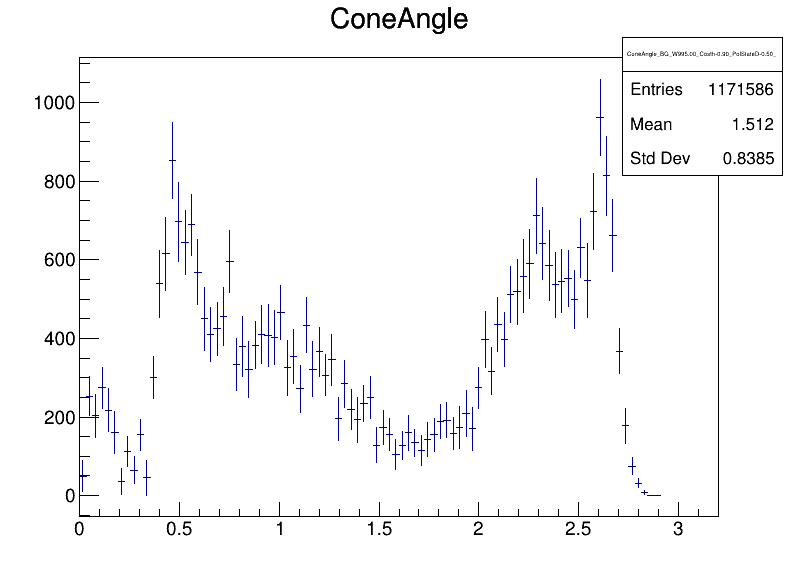 ConeAngle
ConeAngle_BG_W995.00_Costh-0.90_PolStateD-0.50_
Entries 1171586
Mean 1.512
Std Dev 0.8385
1000
800
600
400
200
0
0 0.5 1 1.5 2 2.5 3